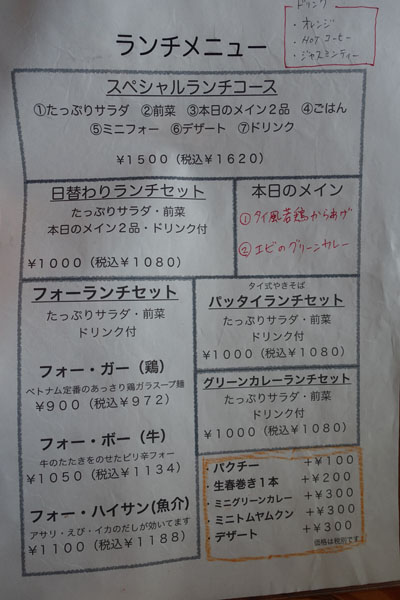 ドリンク
・オレンジ
・HOTコーヒー
・ジャスミンティー
ランチメニュー
スペシャルランチコース
①たっぷりサラダ ②前菜 ③本日のメイン２品 ④ごはん
⑤ミニフォー ⑥デザート ⑦ドリンク
￥１５００（税込￥１６２０）
日替わりランチセット
たっぷりサラダ・前菜
本日のメイン２品・ドリンク付
￥１０００（税込￥１０８０）
本日のメイン
① タイ風若鶏からあげ
② エビのグリーンカレー
フォーランチセット
たっぷりサラダ・前菜
ドリンク付
フォー・ガー（鶏）
ベトナム定番のあっさり鶏ガラスープ麺
￥９００（税込￥９７２）
フォー・ボー（牛）
牛のたたきをのせたピリ辛フォー
￥１０５０（税込￥１１３４）
フォー・ハイサン(魚介)
アサリ・えび・イカのだしが効いてます
￥１１００（税込￥１１８８）
タイ式やきそば
パッタイランチセット
たっぷりサラダ・前菜
ドリンク付
￥１０００（税込￥１０８０）
グリーンカレーランチセット
たっぷりサラダ・前菜
ドリンク付
￥１０００（税込￥１０８０）
・パクチー ＋￥１００
・生春巻き１本 ＋￥２００
・ミニグリーンカレー ＋￥３００
・ミニトムヤムクン ＋￥３００
・デザート ＋￥３００
価格は税別です